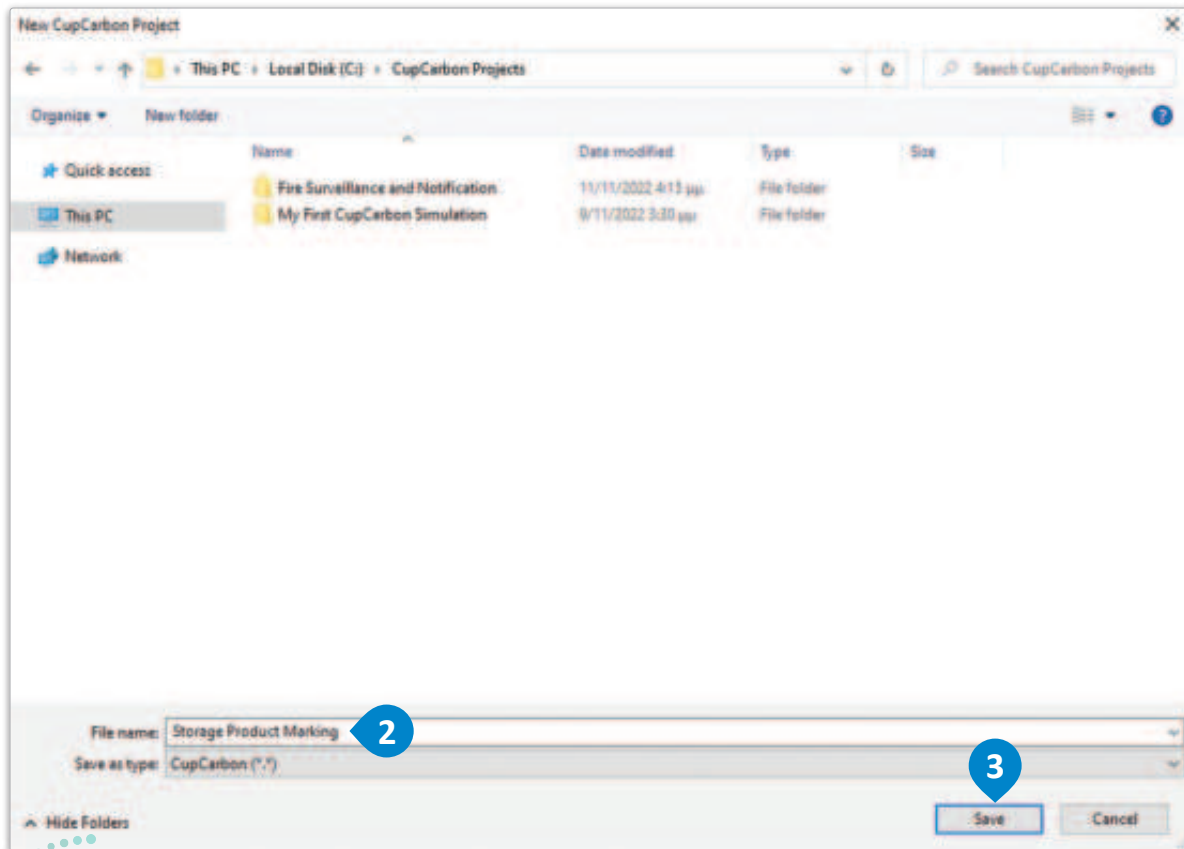 New CupCarbon Project
This PC Local Disk (C:) CupCarbon Projects
Search CupCarbon Projects
Organize New folder
Name Date modified Type Size
Quick access
Fire Surveillance and Notification 11/11/2022 4:13 μμ File folder
This PC
My First CupCarbon Simulation 9/11/2022 3:30 μμ File folder
Network
File name: Storage Product Marking 2
Save as type: CupCarbon (*.*)
3
Hide Folders Save Cancel